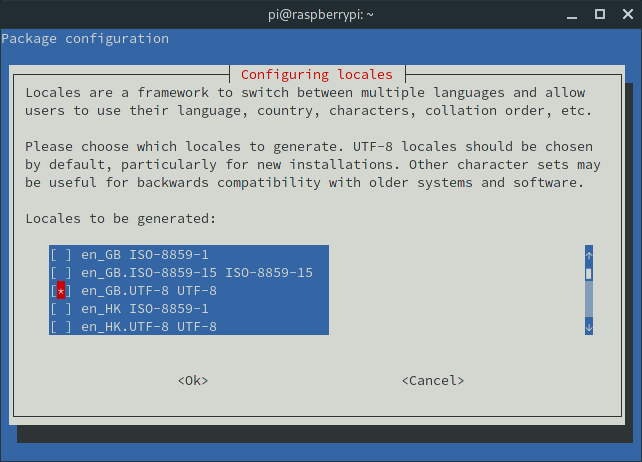 pi@raspberrypi: ~
Package configuration
Configuring locales
Locales are a framework to switch between multiple languages and allow
users to use their language, country, characters, collation order, etc.
Please choose which locales to generate. UTF-8 locales should be chosen
by default, particularly for new installations. Other character sets may
be useful for backwards compatibility with older systems and software.
Locales to be generated:
[ ] en_GB ISO-8859-1
[ ] en_GB.ISO-8859-15 ISO-8859-15
[*] en_GB.UTF-8 UTF-8
[ ] en_HK ISO-8859-1
[ ] en_HK.UTF-8 UTF-8
<Ok> <Cancel>